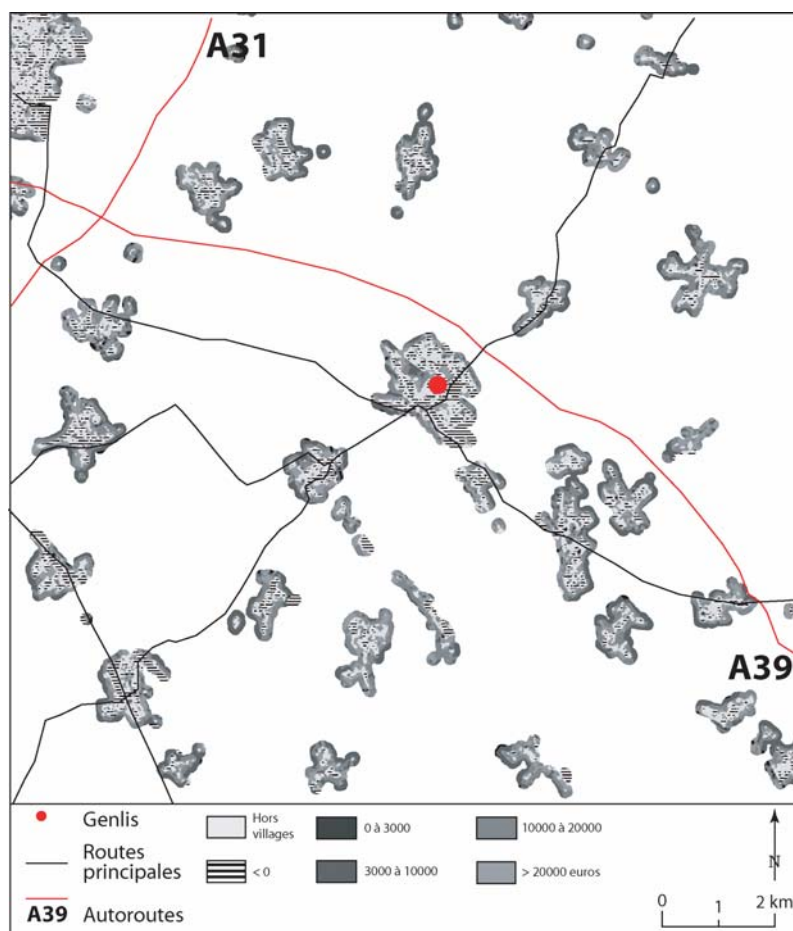 A31
A39
Genlis
Routes
principales
A39 Autoroutes
Hors
villages
< 0
0 à 3000
3000 à 10000
10000 à 20000
> 20000 euros
N
0 1 2 km